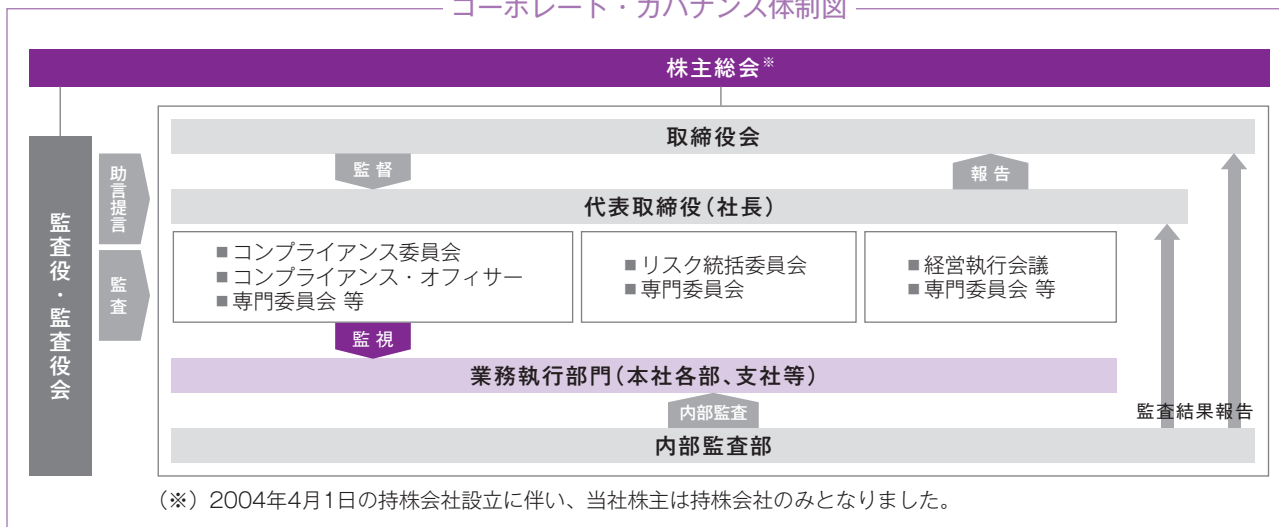 コーポレート・ガバナンス体制図
株主総会※
取締役会
監督
報告
助言提言
代表取締役(社長)
監査役・監査役会
監査
■コンプライアンス委員会
■コンプライアンス・オフィサー
■専門委員会 等
■リスク統括委員会
■専門委員会
■経営執行会議
■専門委員会 等
監視
業務執行部門(本社各部、支社等)
内部監査
監査結果報告
内部監査部
(※)2004年4月1日の持株会社設立に伴い、当社株主は持株会社のみとなりました。